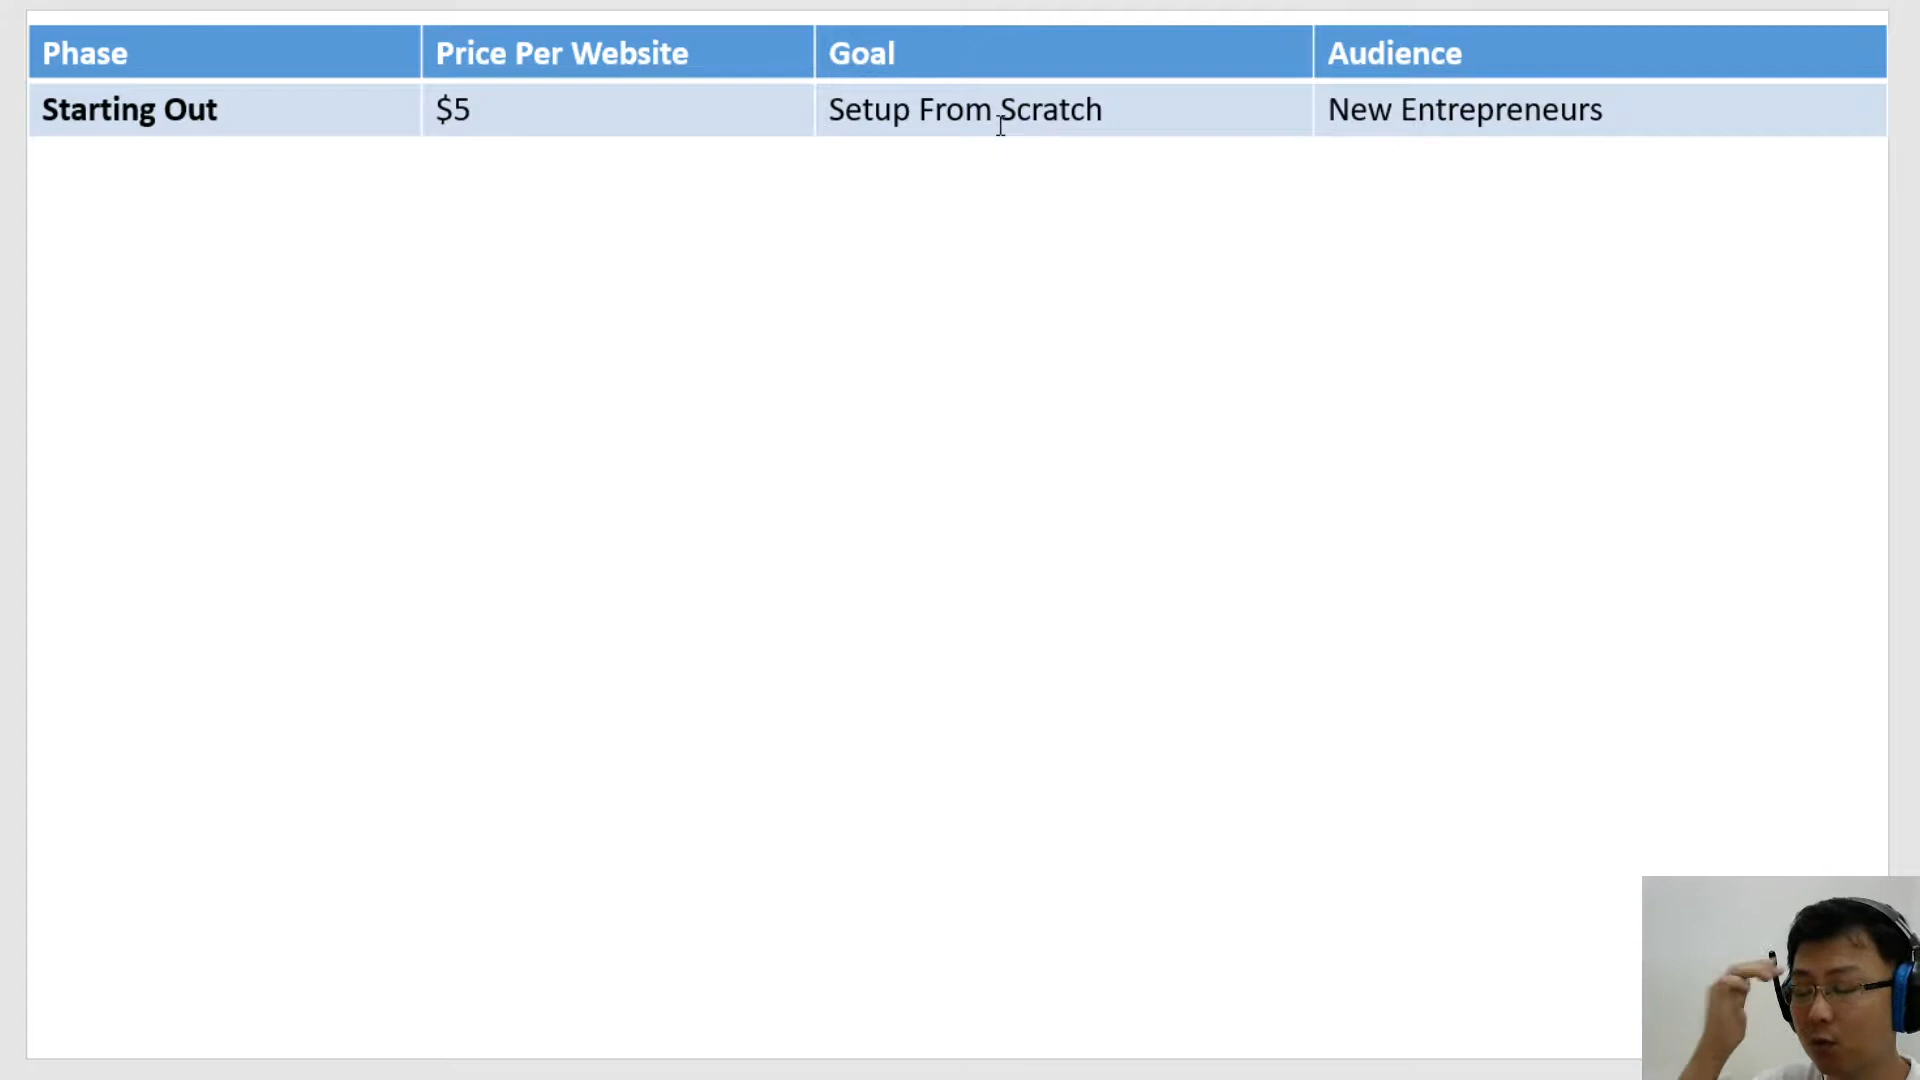 Phase Price Per Website Goal Audience
Starting Out $5 Setup From Scratch New Entrepreneurs